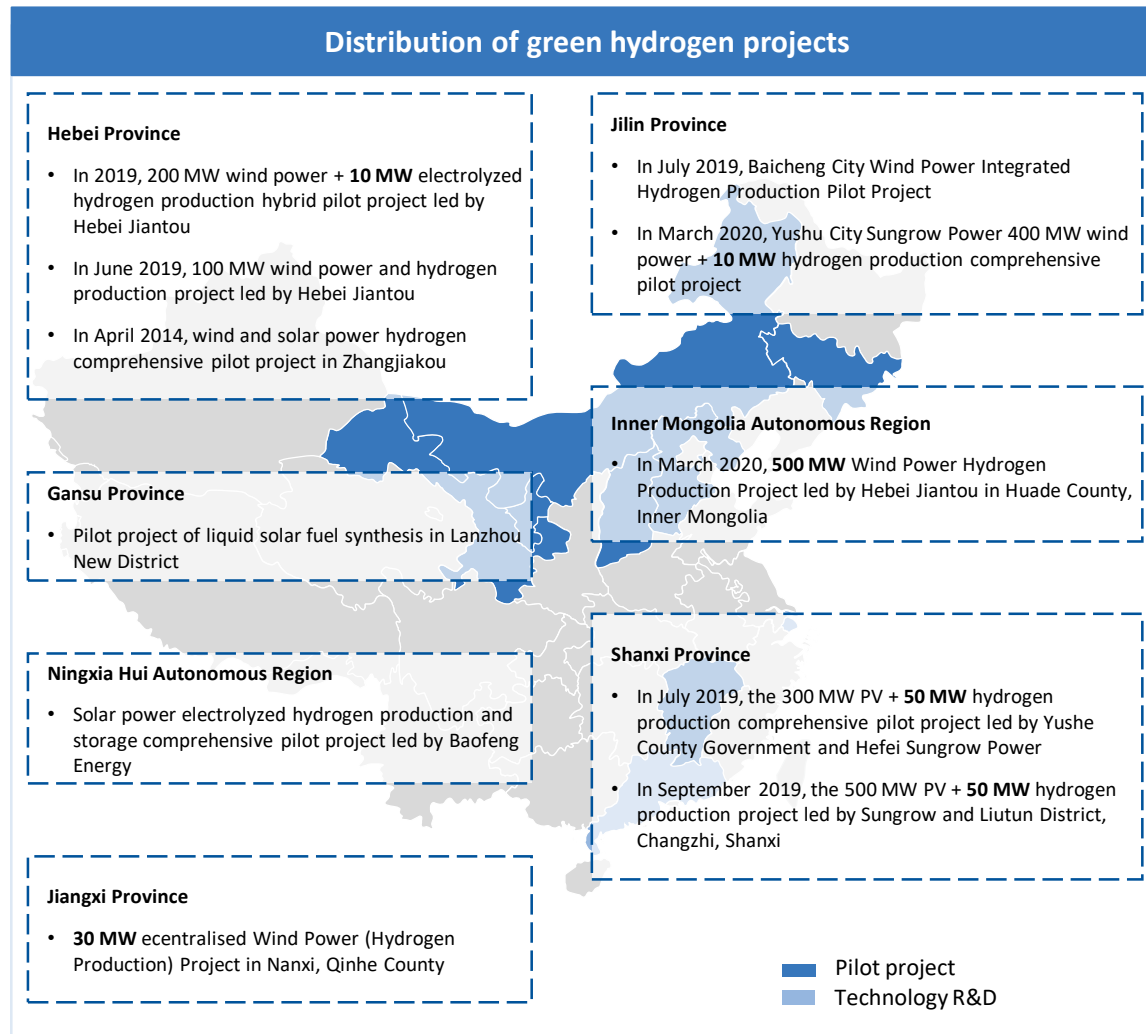 Distribution of green hydrogen projects
Hebei Province
• In 2019, 200 MW wind power + 10 MW electrolyzed
hydrogen production hybrid pilot project led by
Hebei Jiantou
• In June 2019, 100 MW wind power and hydrogen
production project led by Hebei Jiantou
• In April 2014, wind and solar power hydrogen
comprehensive pilot project in Zhangjiakou
Jilin Province
• In July 2019, Baicheng City Wind Power Integrated
Hydrogen Production Pilot Project
• In March 2020, Yushu City Sungrow Power 400 MW wind
power + 10 MW hydrogen production comprehensive
pilot project
Inner Mongolia Autonomous Region
• In March 2020, 500 MW Wind Power Hydrogen
Production Project led by Hebei Jiantou in Huade County,
Inner Mongolia
Gansu Province
• Pilot project of liquid solar fuel synthesis in Lanzhou
New District
Shanxi Province
• In July 2019, the 300 MW PV + 50 MW hydrogen
production comprehensive pilot project led by Yushe
County Government and Hefei Sungrow Power
• In September 2019, the 500 MW PV + 50 MW hydrogen
production project led by Sungrow and Liutun District,
Changzhi, Shanxi
Ningxia Hui Autonomous Region
• Solar power electrolyzed hydrogen production and
storage comprehensive pilot project led by Baofeng
Energy
Jiangxi Province
• 30 MW ecentralised Wind Power (Hydrogen
Production) Project in Nanxi, Qinhe County
Pilot project
Technology R&D